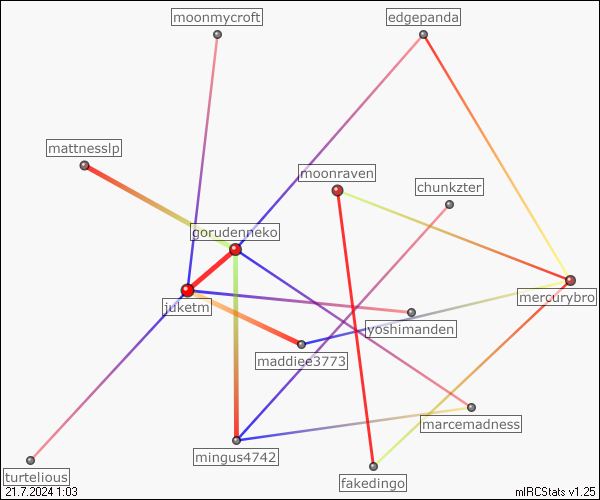 moonmycroft
edgepanda
mattnesslp
moonraven
chunkzter
gorudenneko
juketm
mercurybro
yoshimanden
maddiee3773
marcemadness
mingus4742
turtelious
fakedingo
21.7.2024 1:03
mIRCStats v1.25